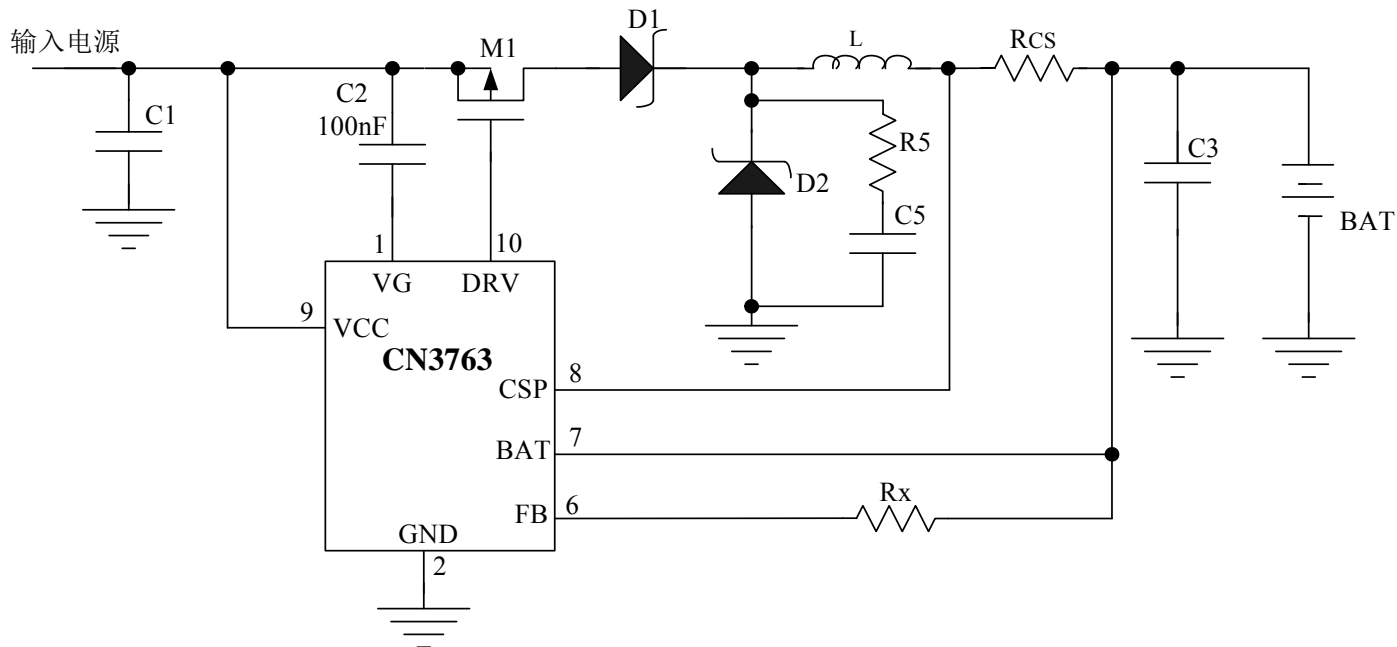 输入电源
D1
M1
L
RCS
C2
100nF
C1
R5
D2
C5
C3
BAT
1
10
VG
DRV
9
VCC
CN3763
CSP
8
BAT
7
FB
6
Rx
GND
2